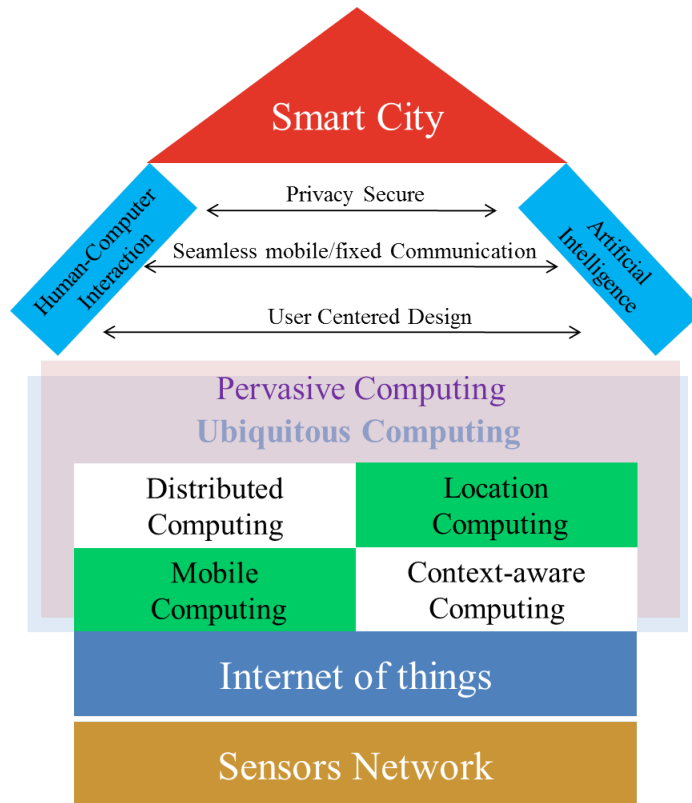 Smart City
Privacy Secure
Human-Computer
Interaction
Artificial
Intelligence
Seamless mobile/fixed Communication
User Centered Design
Pervasive Computing
Ubiquitous Computing
Distributed
Computing
Location
Computing
Mobile
Computing
Context-aware
Computing
Internet of things
Sensors Network